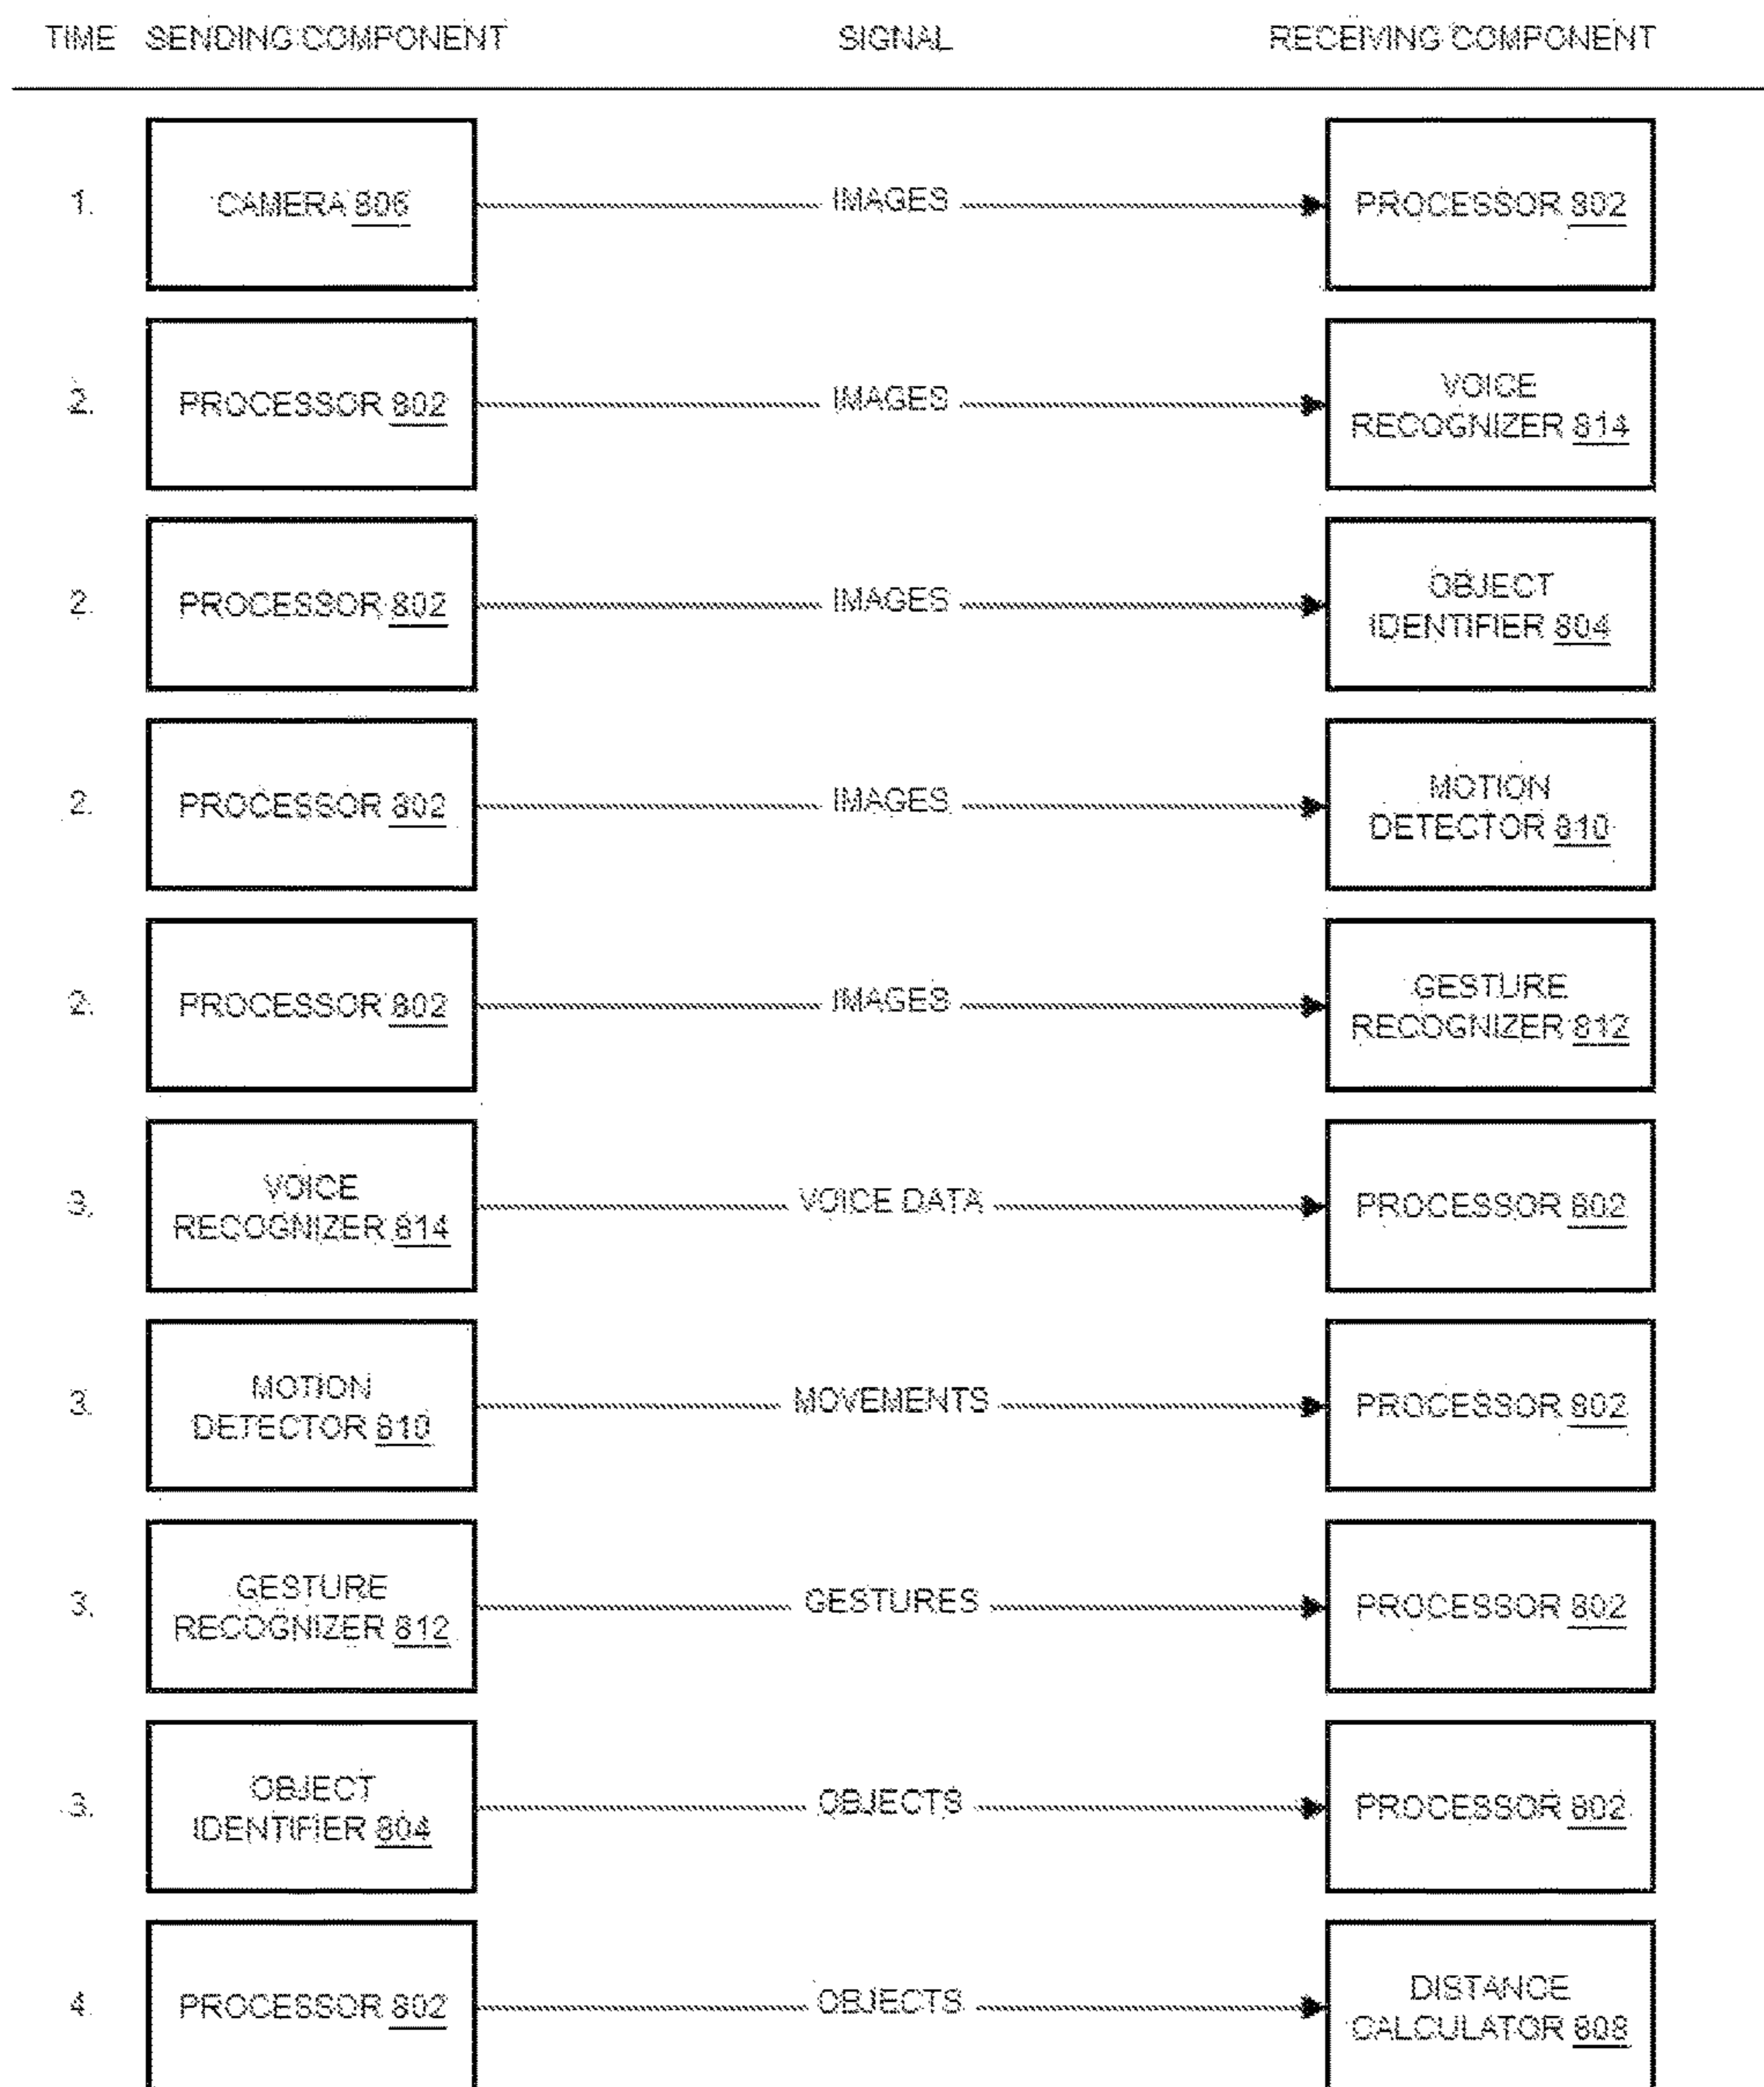 TIME SENDING COMPONENT SIGNAL RECEIVING COMPONENT
1. CAMERA 806 IMAGES PROCESSOR 802
2. PROCESSOR 802 IMAGES VOICE
RECOGNIZER 814
2. PROCESSOR 802 IMAGES OBJECT
IDENTIFIER 804
2. PROCESSOR 802 IMAGES MOTION
DETECTOR 810
2. PROCESSOR 802 IMAGES GESTURE
RECOGNIZER 812
3. VOICE
RECOGNIZER 814 VOICE DATA PROCESSOR 802
3. MOTION
DETECTOR 810 MOVEMENTS PROCESSOR 802
3. GESTURE
RECOGNIZER 812 GESTURES PROCESSOR 802
3. OBJECT
IDENTIFIER 804 OBJECTS PROCESSOR 802
4. PROCESSOR 802 OBJECTS DISTANCE
CALCULATOR 808